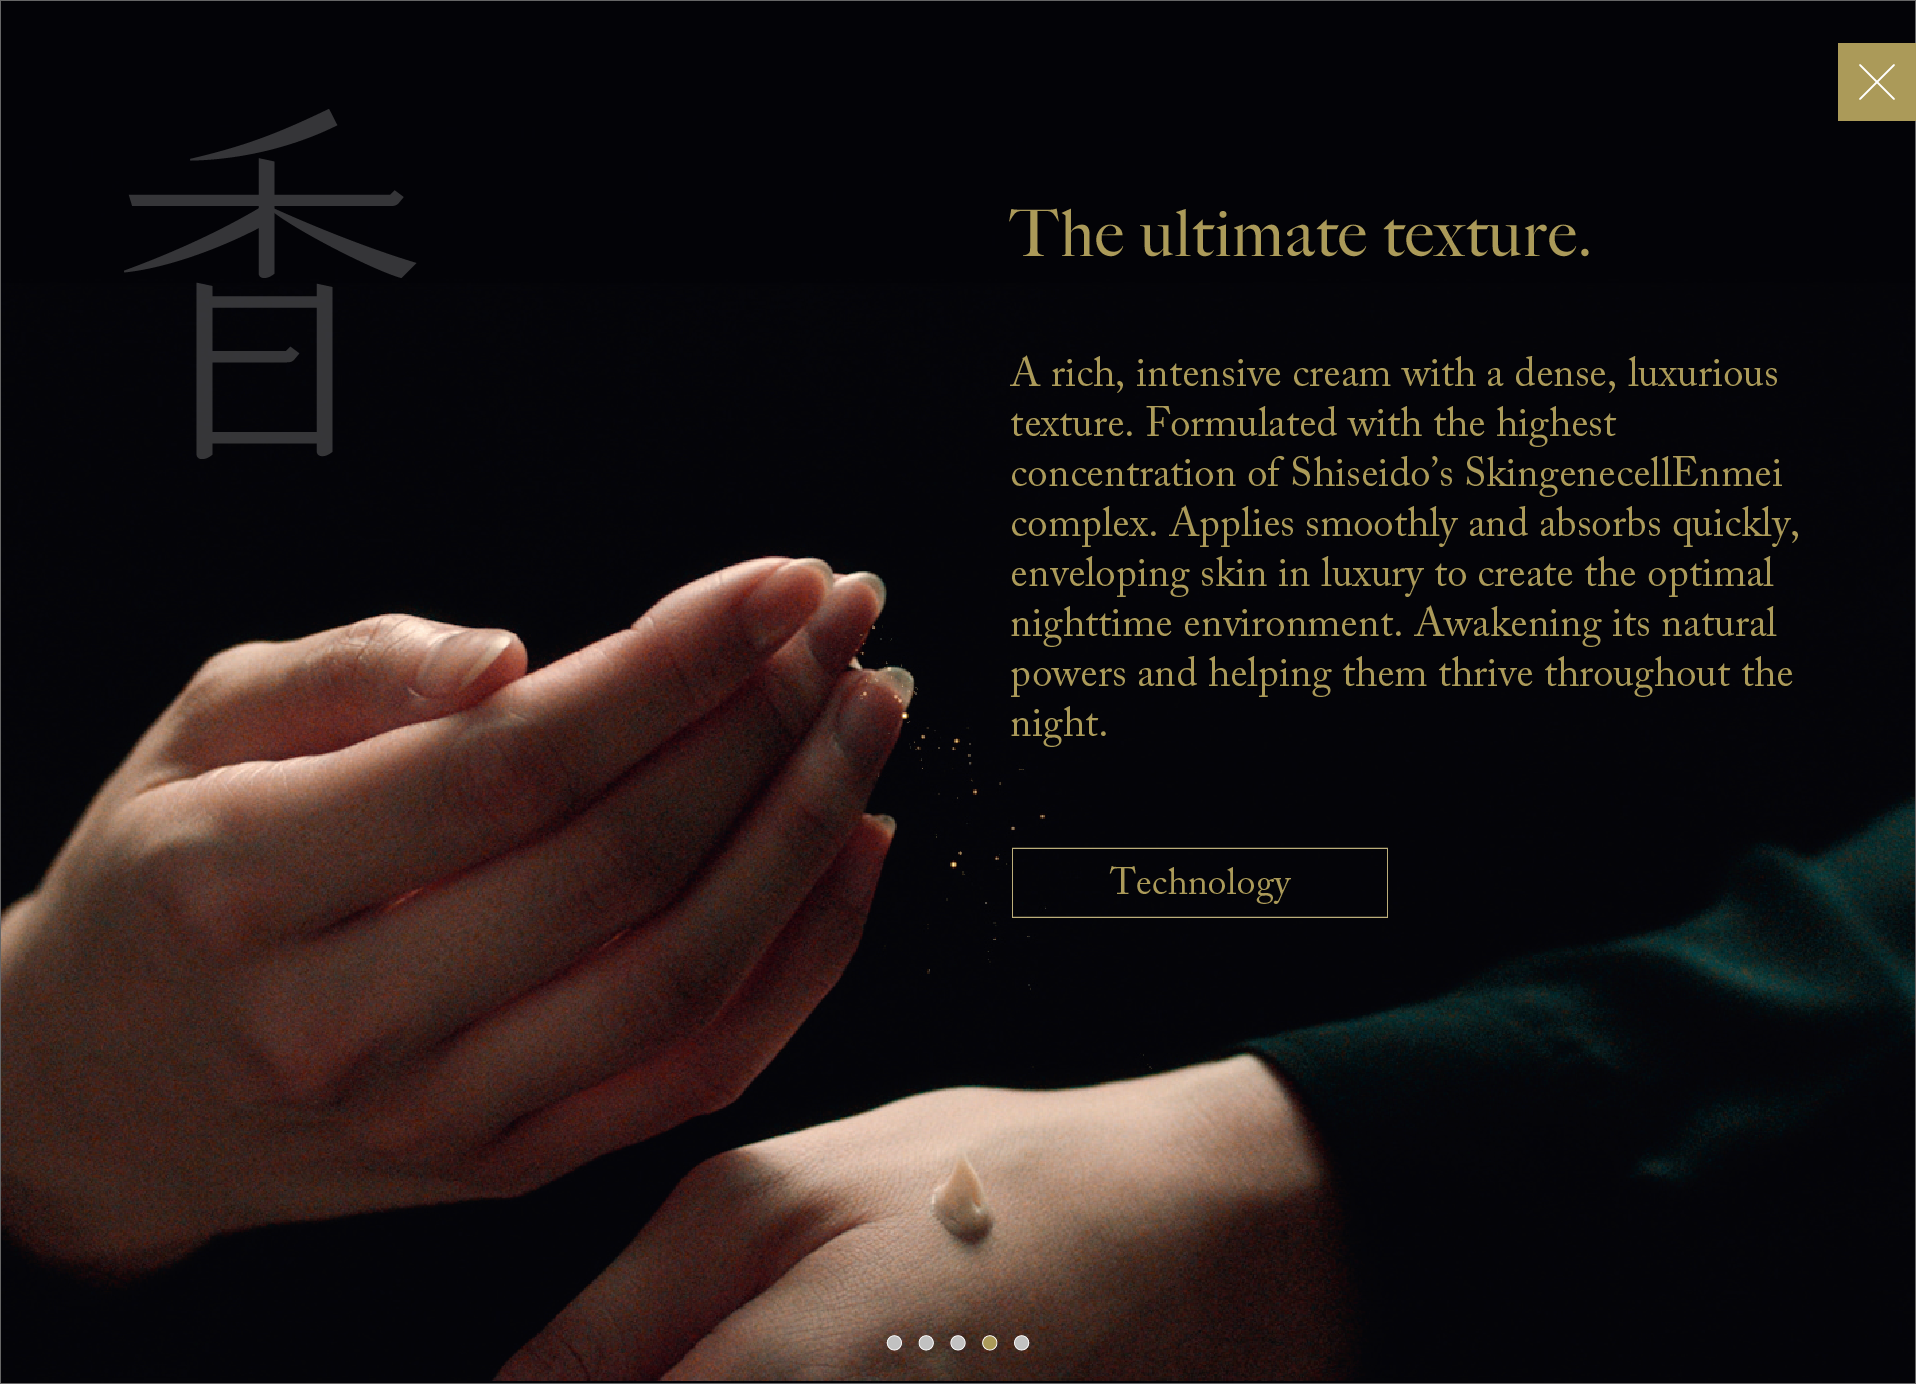 香
The ultimate texture.
A rich, intensive cream with a dense, luxurious
texture. Formulated with the highest
concentration of Shiseido’s SkingenecellEnmei
complex. Applies smoothly and absorbs quickly,
enveloping skin in luxury to create the optimal
nighttime environment. Awakening its natural
powers and helping them thrive throughout the
night.
Technology